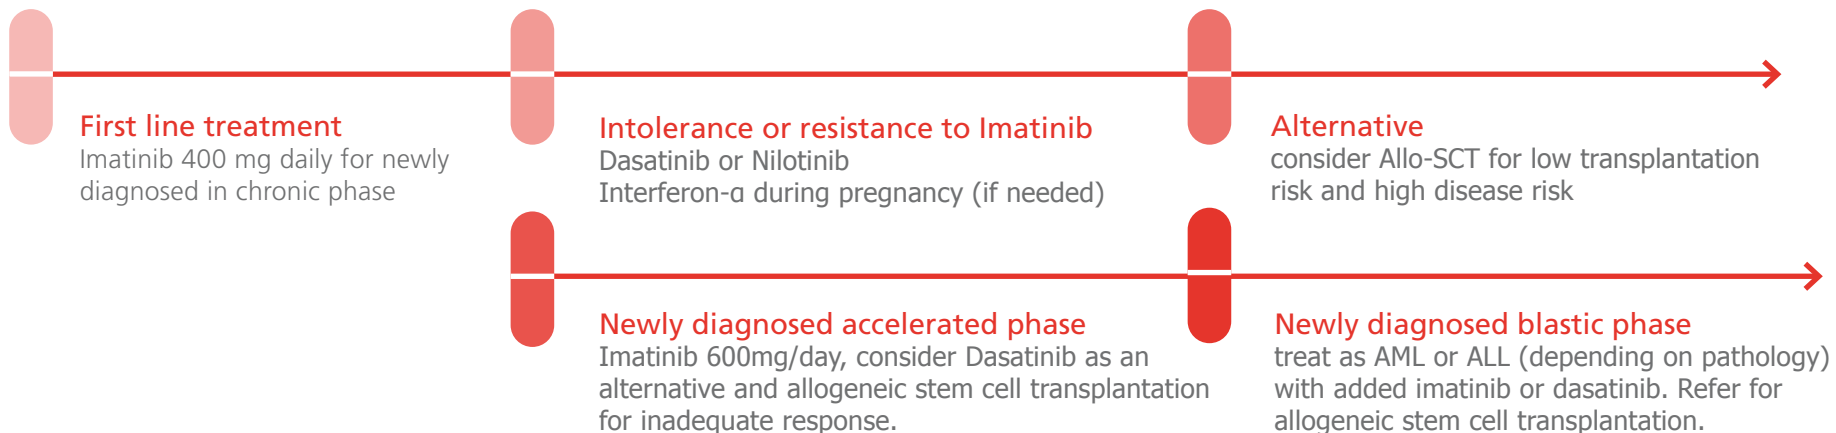 First line treatment
Imatinib 400 mg daily for newly
diagnosed in chronic phase
Intolerance or resistance to Imatinib
Dasatinib or Nilotinib
Interferon-α during pregnancy (if needed)
Alternative
consider Allo-SCT for low transplantation
risk and high disease risk
Newly diagnosed accelerated phase
Imatinib 600mg/day, consider Dasatinib as an
alternative and allogeneic stem cell transplantation
for inadequate response.
Newly diagnosed blastic phase
treat as AML or ALL (depending on pathology)
with added imatinib or dasatinib. Refer for
allogeneic stem cell transplantation.